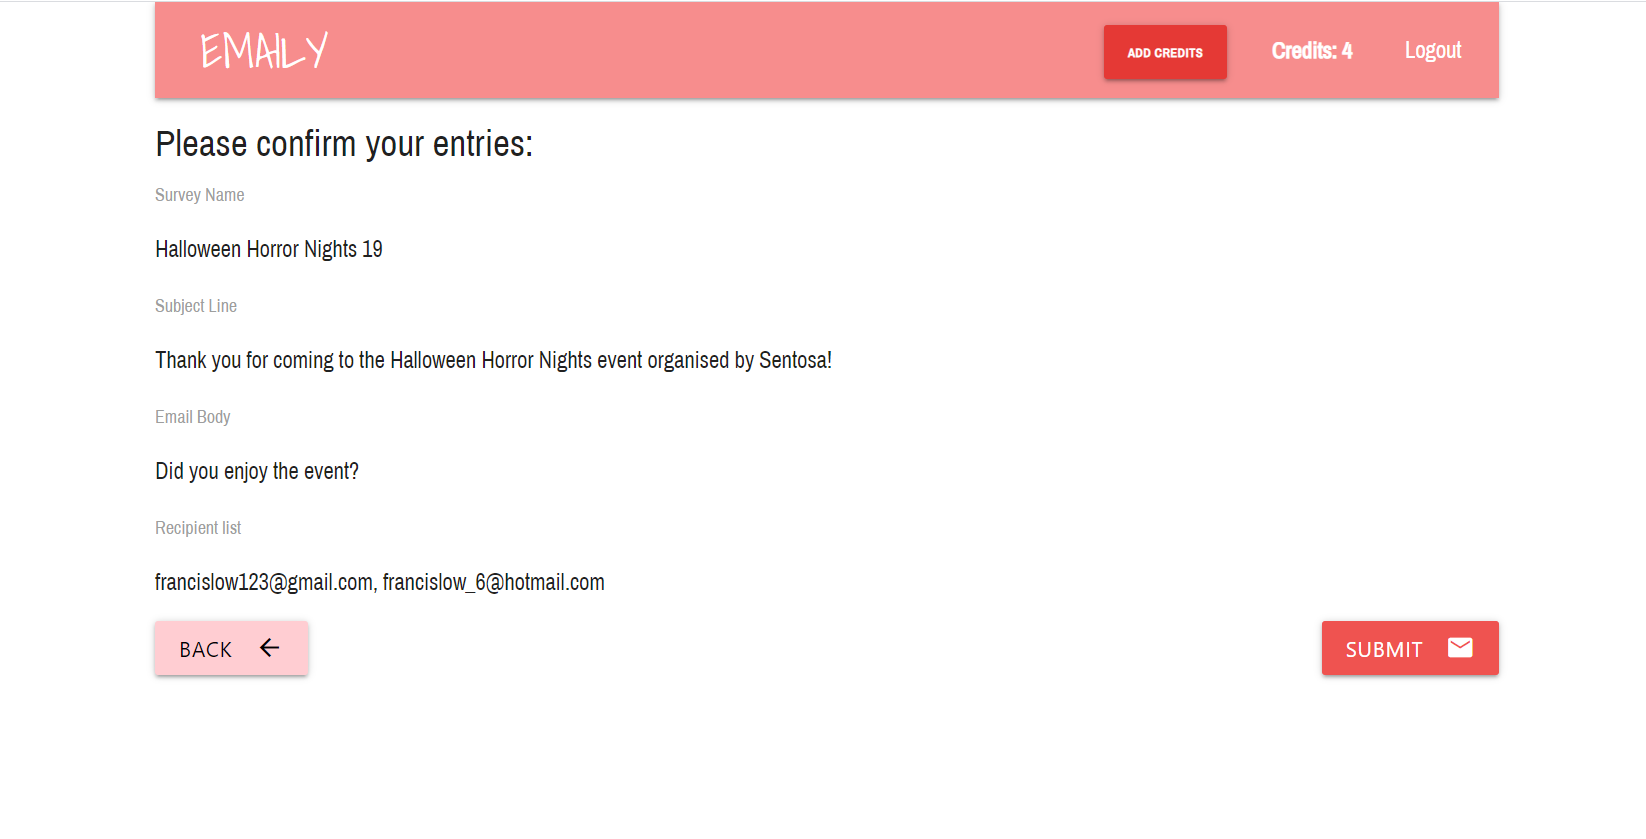 EMAILY
ADD CREDITS
Credits: 4
Logout
Please confirm your entries:
Survey Name
Halloween Horror Nights 19
Subject Line
Thank you for coming to the Halloween Horror Nights event organised by Sentosa!
Email Body
Did you enjoy the event?
Recipient list
francislow123@gmail.com, francislow_6@hotmail.com
BACK
SUBMIT